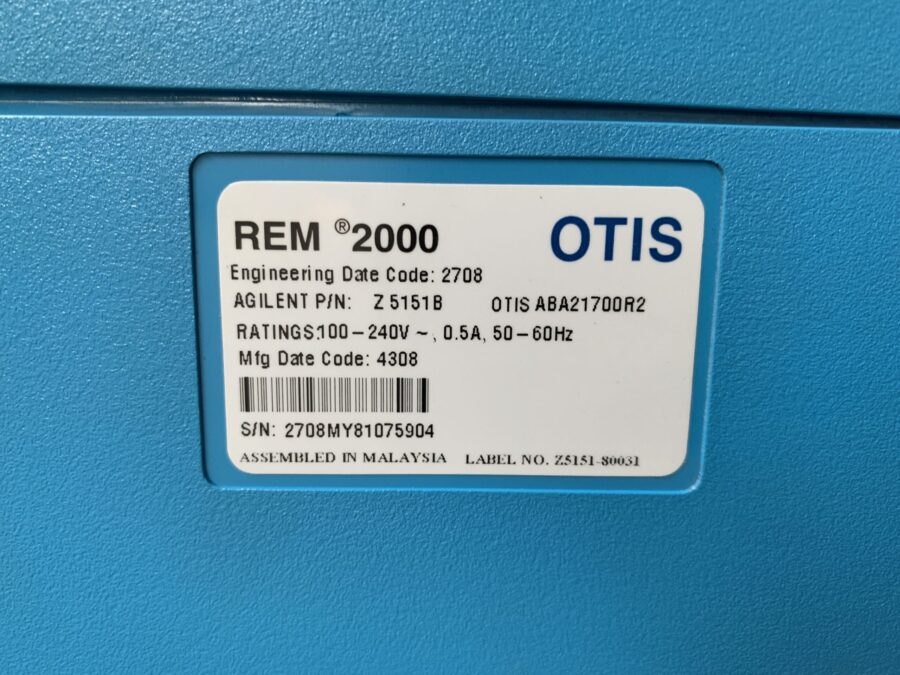 REM ®2000 OTIS
Engineering Date Code: 2708
AGILENT P/N: Z 5151B OTIS ABA21700R2
RATINGS:100-240V ~, 0.5A, 50-60Hz
Mfg Date Code: 4308
S/N: 2708MY81075904
ASSEMBLED IN MALAYSIA LABEL NO. Z5151-80031